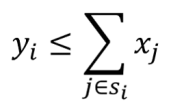 y_i ≤ ∑_{j∈s_i} x_j